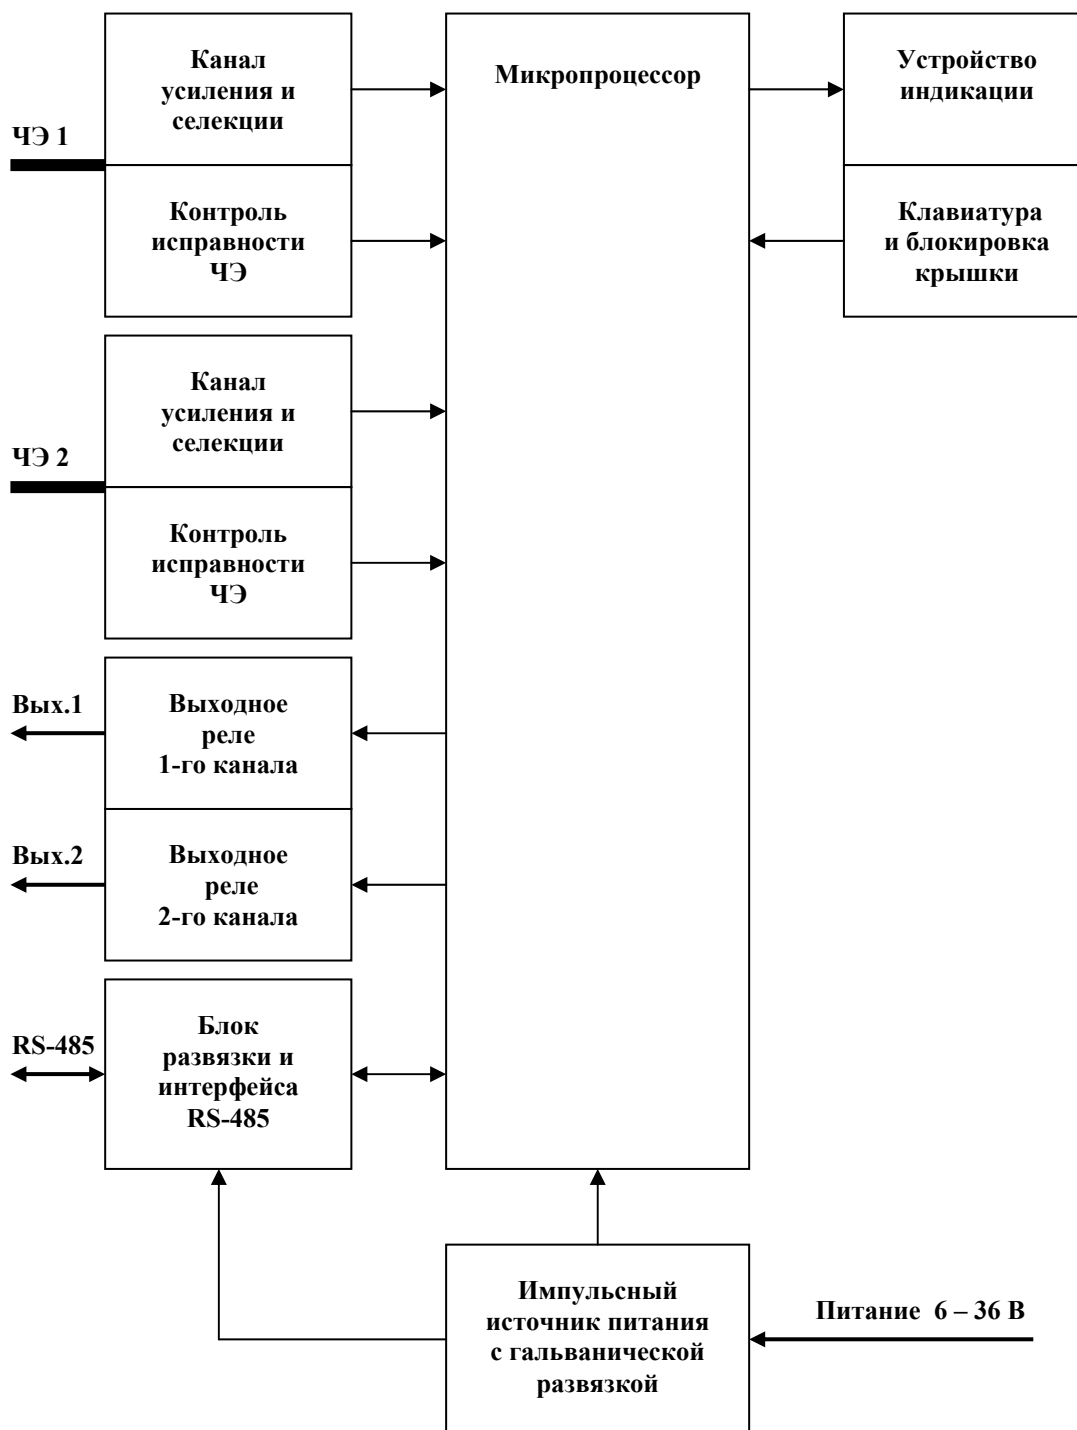 Канал
усиления и
селекции
Микропроцессор
Устройство
индикации
ЧЭ 1
Контроль
исправности
ЧЭ
Клавиатура
и блокировка
крышки
Канал
усиления и
селекции
ЧЭ 2
Контроль
исправности
ЧЭ
Вых.1
Выходное
реле
1-го канала
Вых.2
Выходное
реле
2-го канала
RS-485
Блок
развязки и
интерфейса
RS-485
Импульсный
источник питания
с гальванической
развязкой
Питание 6 – 36 В